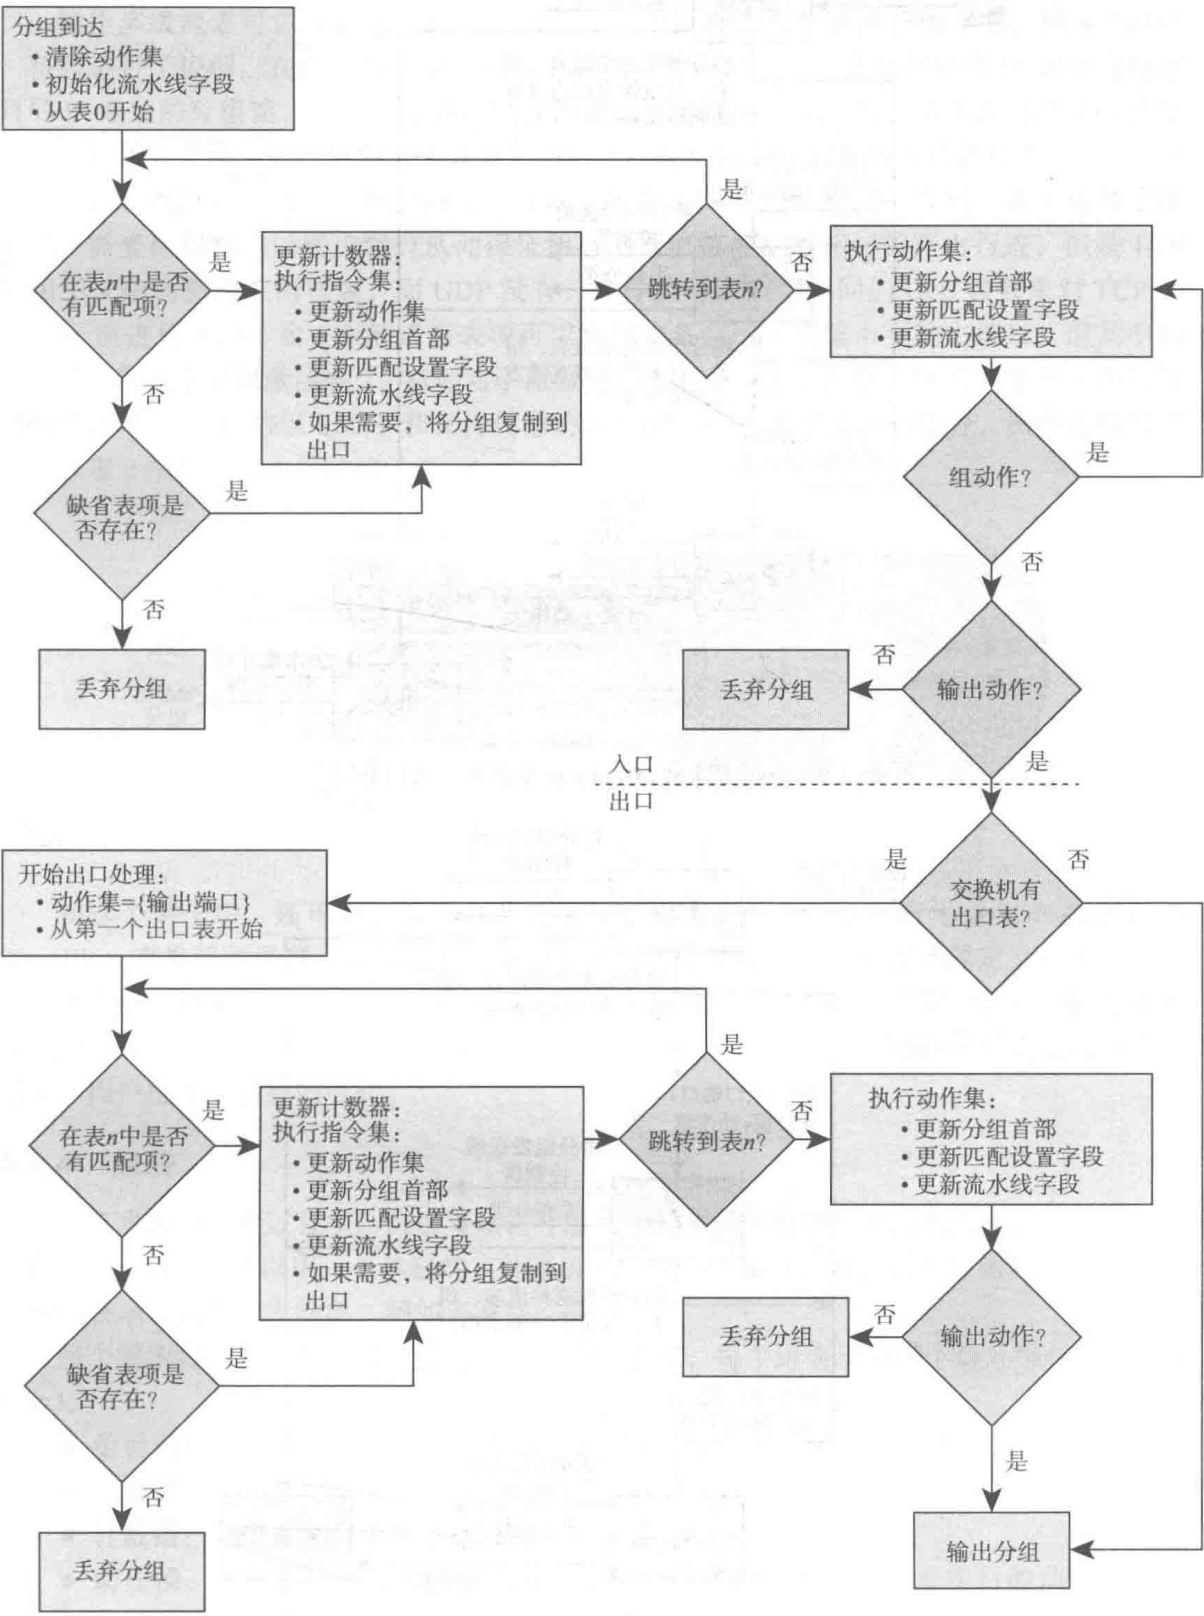 分组到达
• 清除动作集
• 初始化流水线字段
• 从表0开始
是
在表n中是否
有匹配项?
是
更新计数器:
执行指令集:
• 更新动作集
• 更新分组首部
• 更新匹配设置字段
• 更新流水线字段
• 如果需要，将分组复制到
出口
跳转到表n?
否
执行动作集:
• 更新分组首部
• 更新匹配设置字段
• 更新流水线字段
否
缺省表项是
否存在?
是
组动作?
是
否
否
丢弃分组
丢弃分组
否
输出动作?
是
入口
出口
开始出口处理:
• 动作集={输出端口}
• 从第一个出口表开始
是
交换机有
出口表?
否
是
在表n中是否
有匹配项?
是
更新计数器:
执行指令集:
• 更新动作集
• 更新分组首部
• 更新匹配设置字段
• 更新流水线字段
• 如果需要，将分组复制到
出口
跳转到表n?
否
执行动作集:
• 更新分组首部
• 更新匹配设置字段
• 更新流水线字段
否
缺省表项是
否存在?
是
丢弃分组
否
输出动作?
是
否
丢弃分组
输出分组